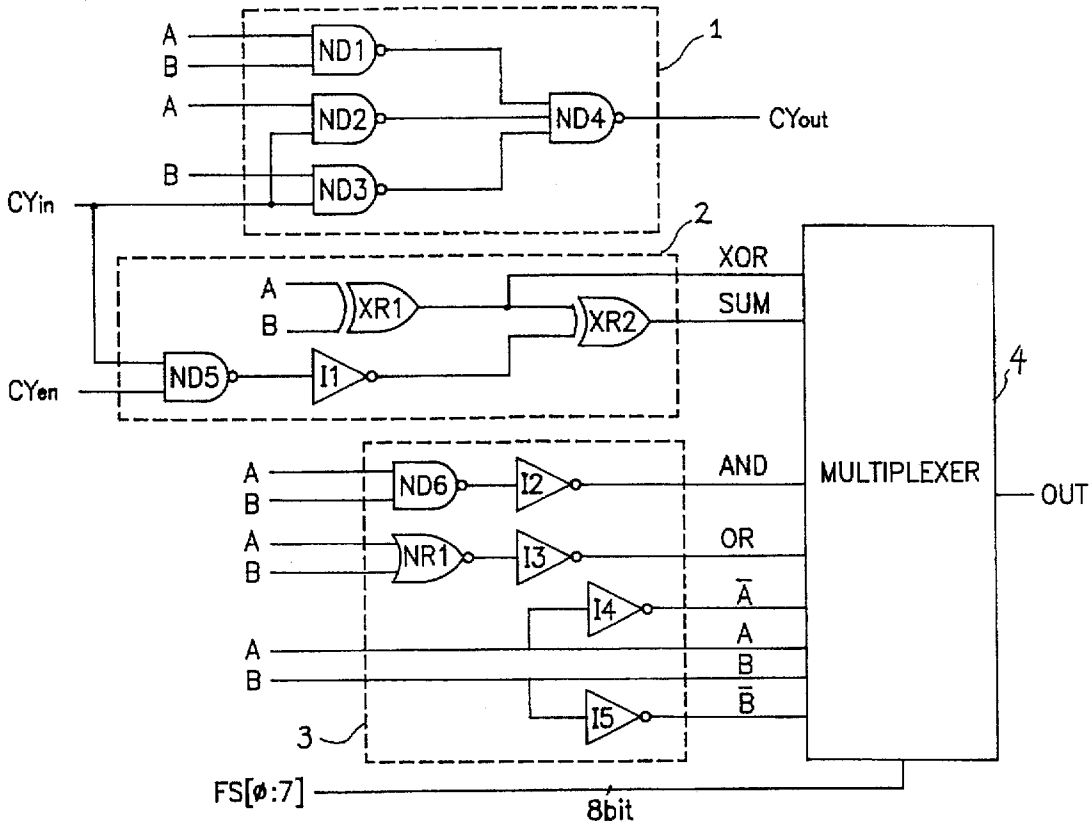 1
A
ND1
B
A
ND2
ND4
CYout
B
ND3
CYin
2
XOR
A
XR1
SUM
B
XR2
ND5
I1
CYen
4
A
AND
ND6
I2
MULTIPLEXER
B
OUT
A
OR
NR1
I3
B
A̅
I4
A
A
B
B
B̅
I5
3
FS[ø:7]
8bit